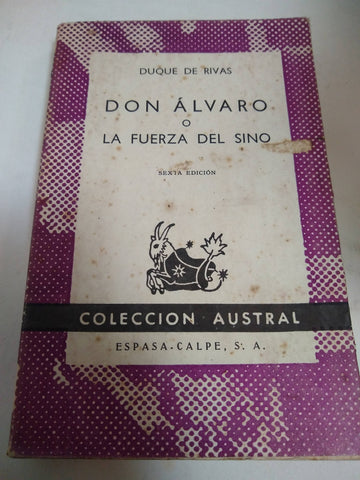 DUQUE DE RIVAS
DON ÁLVARO
O
LA FUERZA DEL SINO
SEXTA EDICIÓN
COLECCION AUSTRAL
ESPASA-CALPE, S. A.